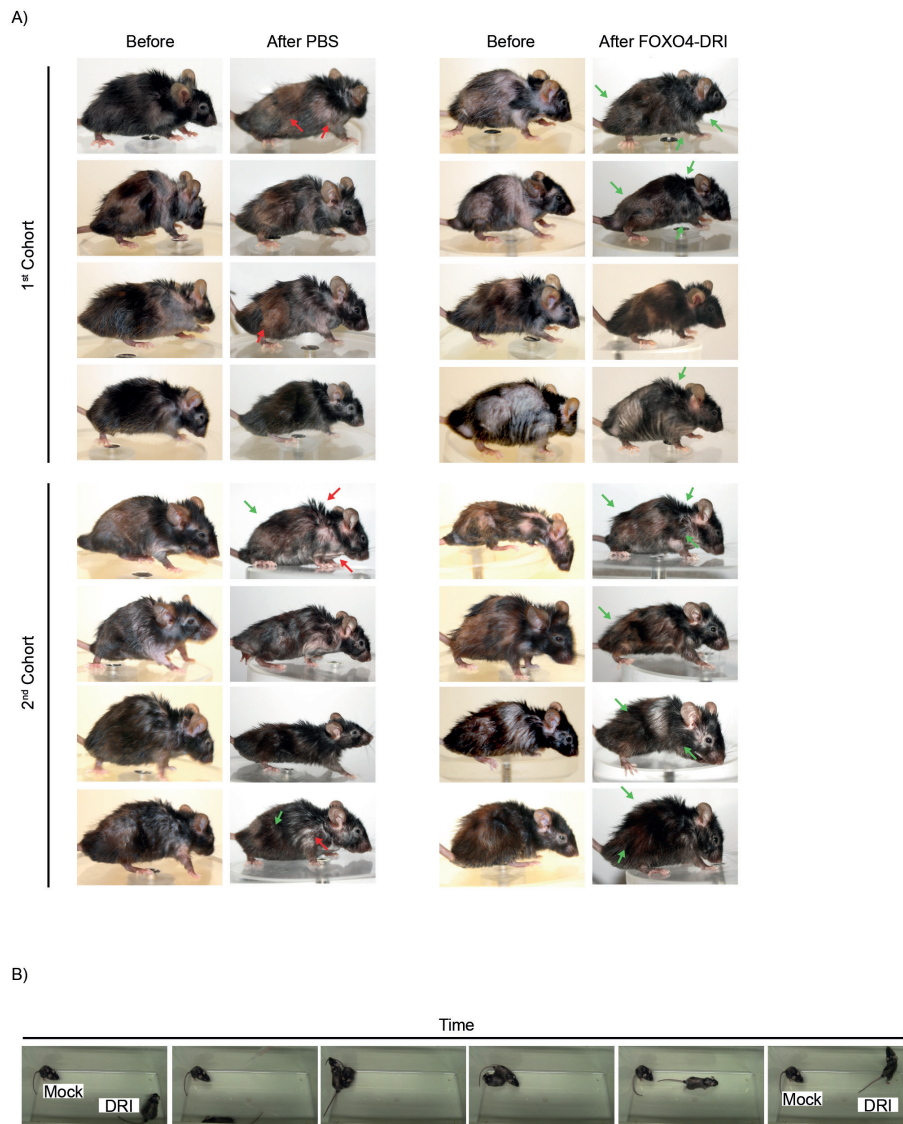 A)
Before
After PBS
Before
After FOXO4-DRI
1st Cohort
2nd Cohort
B)
Time
Mock
DRI
Mock
DRI